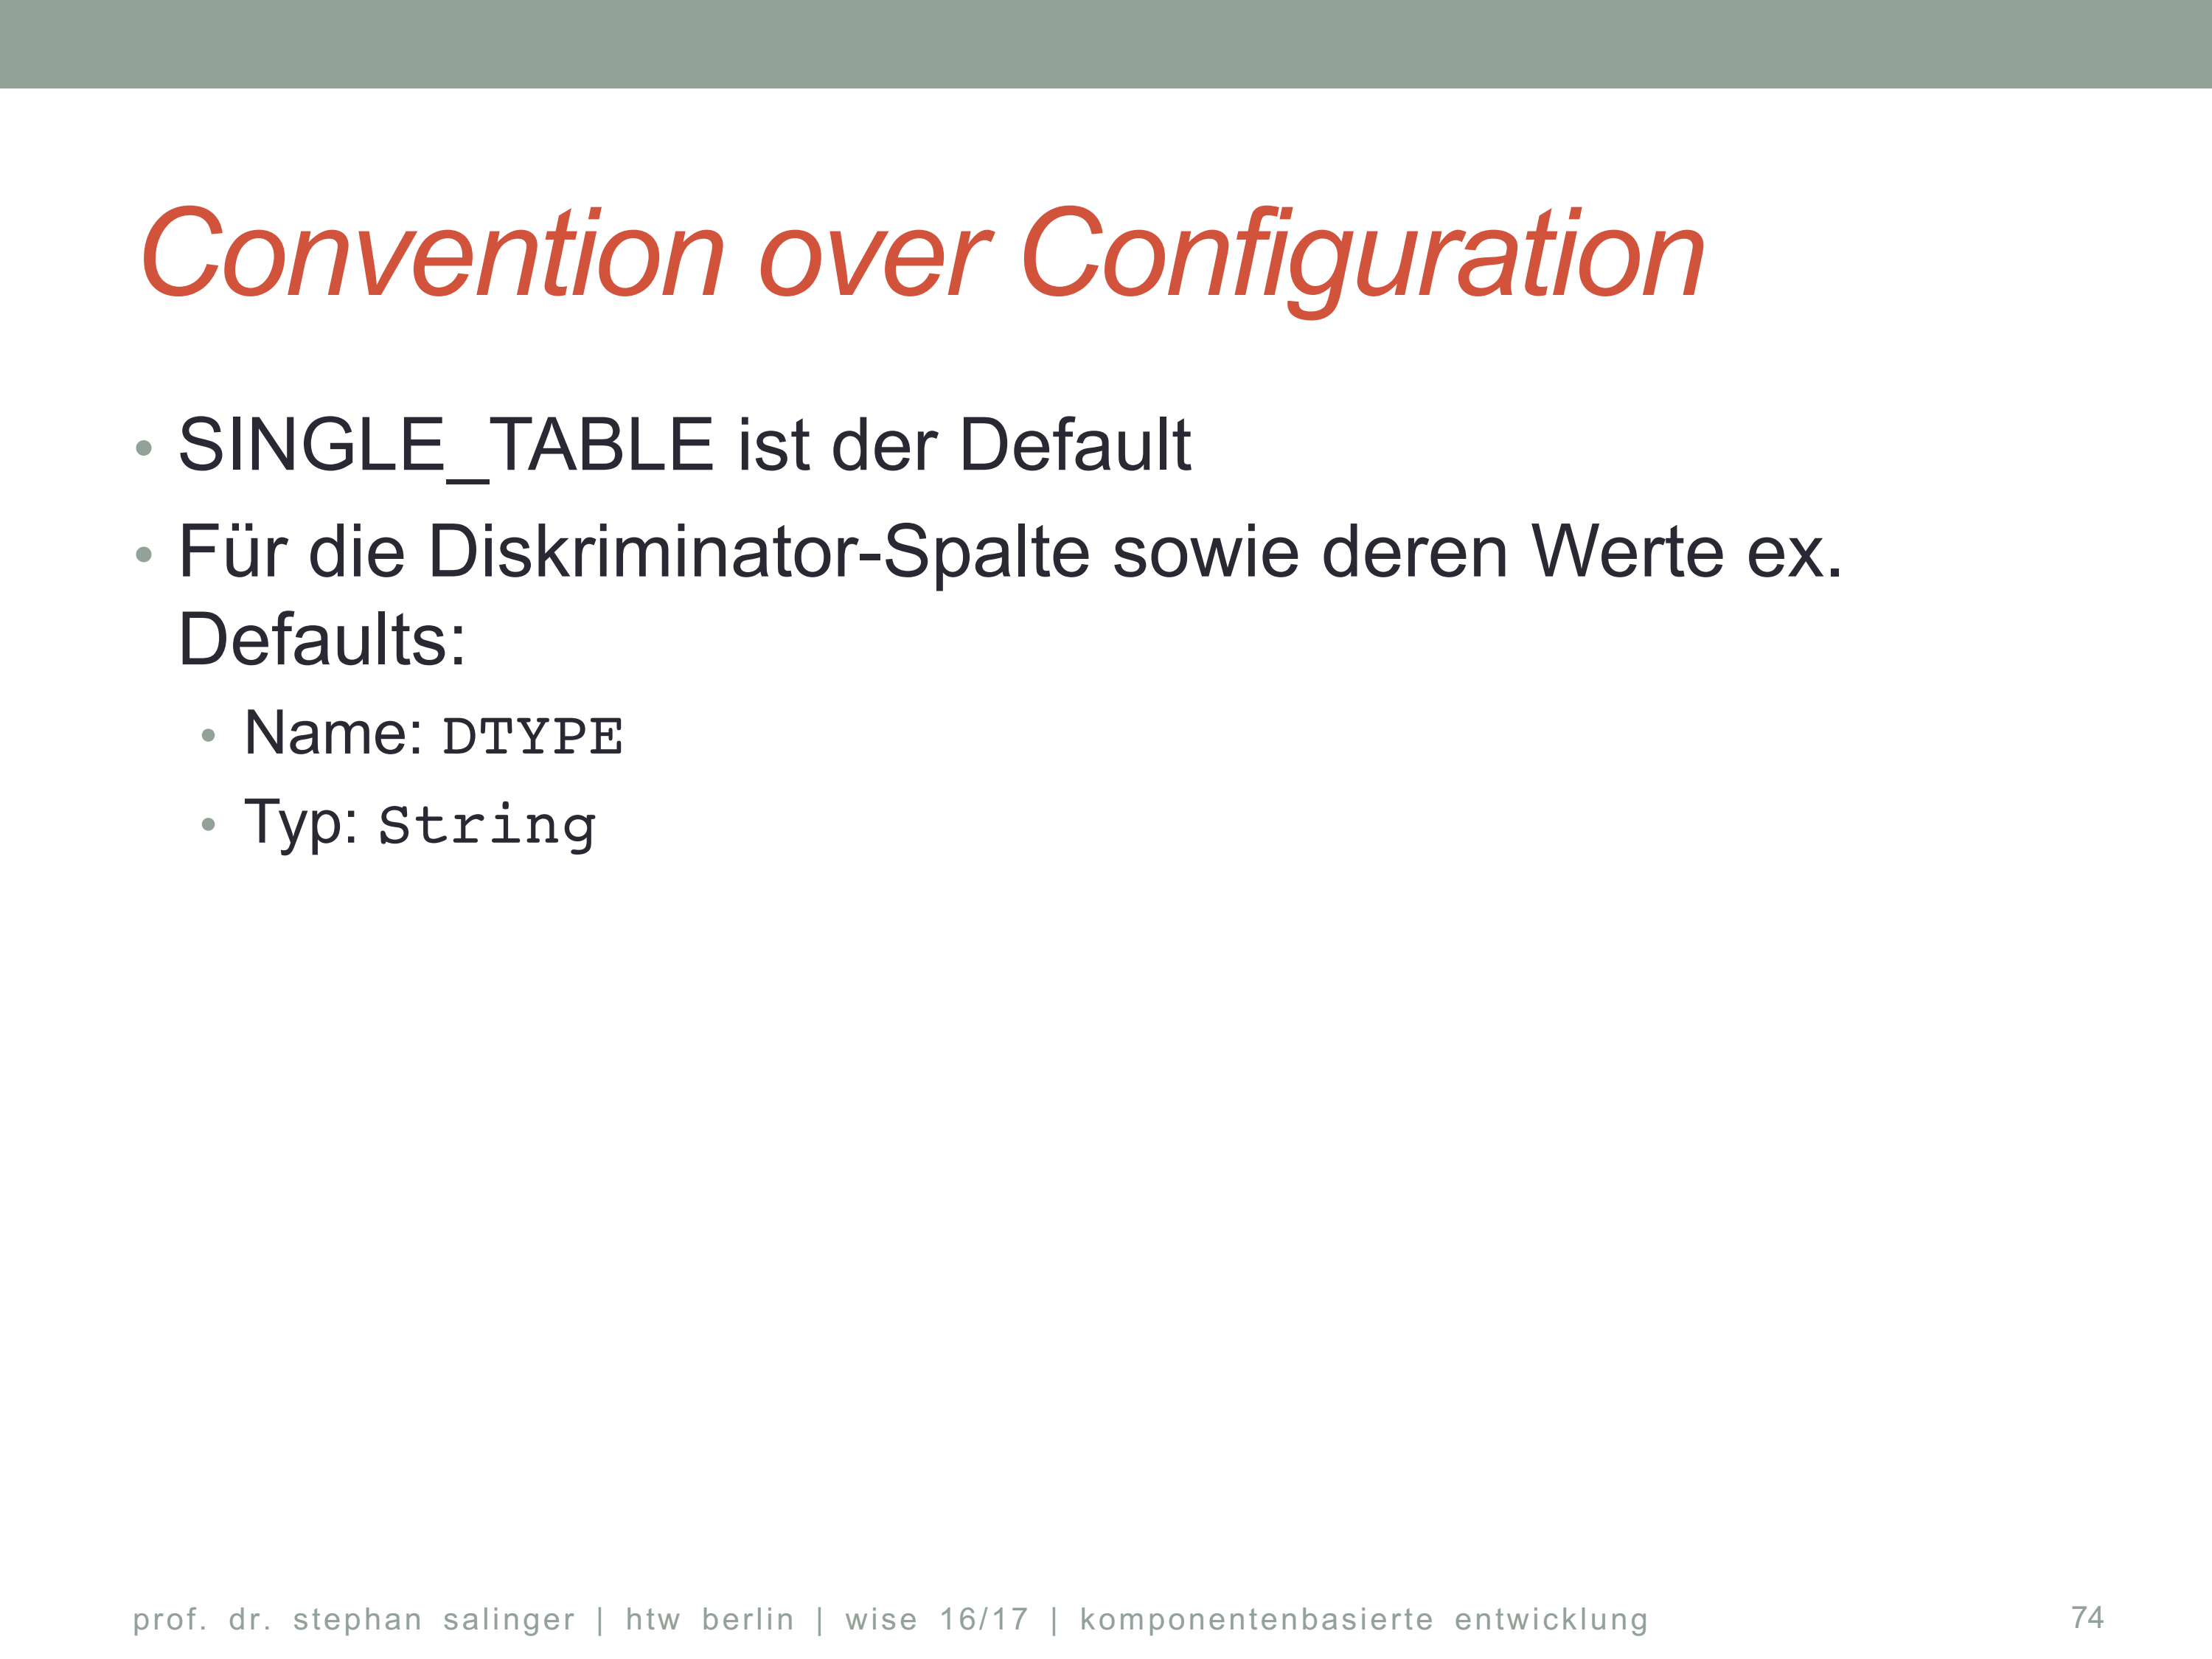 Convention over Configuration
• SINGLE_TABLE ist der Default
• Für die Diskriminator-Spalte sowie deren Werte ex.
Defaults:
• Name: DTYPE
• Typ: String
prof. dr. stephan salinger | htw berlin | wise 16/17 | komponentenbasierte entwicklung
74